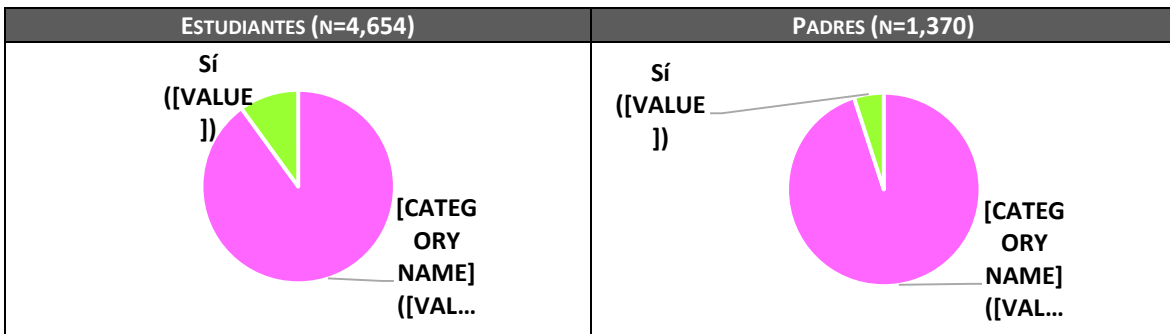 ESTUDIANTES (N=4,654)
PADRES (N=1,370)
Sí
([VALUE
])
[CATEG
ORY
NAME]
([VAL...
Sí
([VALUE
])
[CATEG
ORY
NAME]
([VAL...